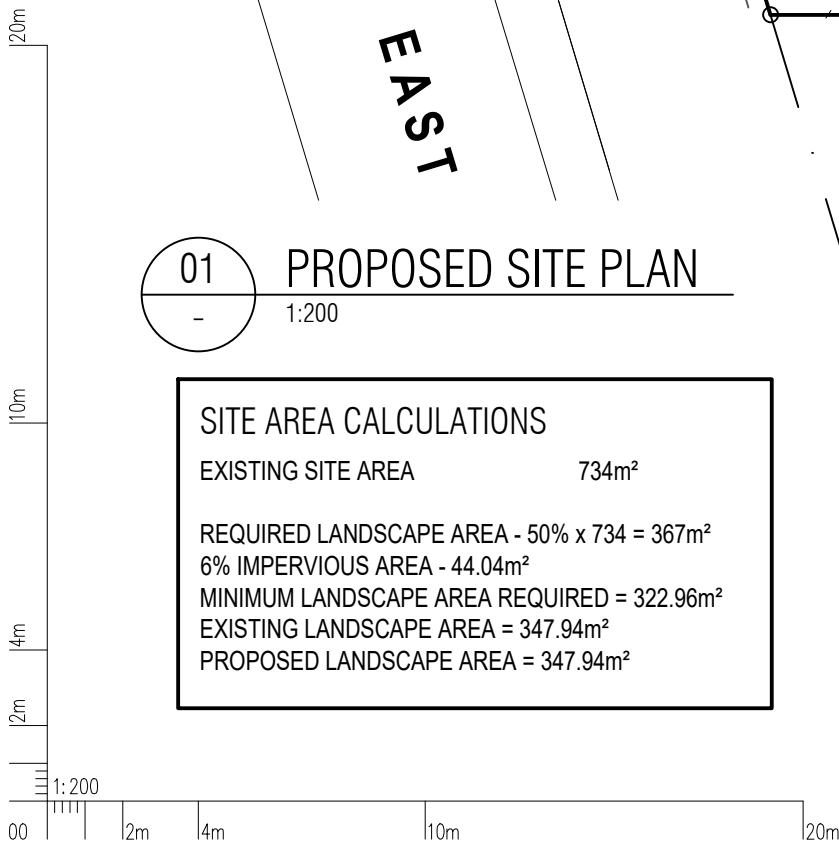 20m
EAST
01
-
PROPOSED SITE PLAN
1:200
10m
SITE AREA CALCULATIONS
EXISTING SITE AREA 734m²
REQUIRED LANDSCAPE AREA - 50% x 734 = 367m²
6% IMPERVIOUS AREA - 44.04m²
MINIMUM LANDSCAPE AREA REQUIRED = 322.96m²
EXISTING LANDSCAPE AREA = 347.94m²
PROPOSED LANDSCAPE AREA = 347.94m²
4m
2m
1:200
00 2m 4m 10m 20m